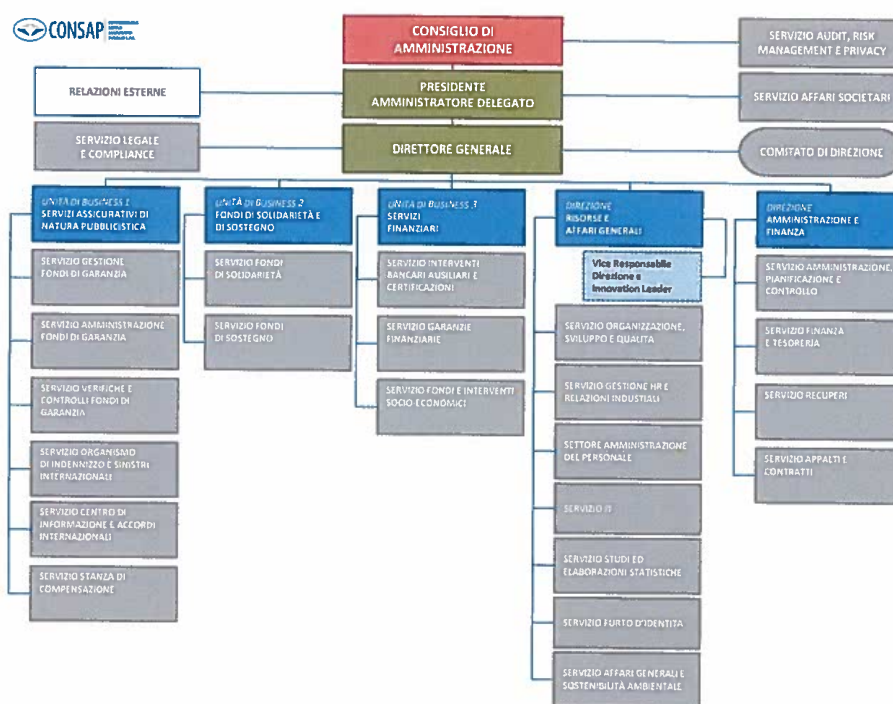 CONSAP
CONSIGLIO DI
AMMINISTRAZIONE
SERVIZIO AUDIT, RISK
MANAGEMENT E PRIVACY
RELAZIONI ESTERNE
PRESIDENTE
AMMINISTRATORE DELEGATO
SERVIZIO AFFARI SOCIETARI
SERVIZIO LEGALE
E COMPLIANCE
DIRETTORE GENERALE
COMITATO DI DIREZIONE
UNITÀ DI BUSINESS 1
SERVIZI ASSICURATIVI DI
NATURA PUBBLICISTICA
SERVIZIO GESTIONE
FONDI DI GARANZIA
SERVIZIO AMMINISTRAZIONE
FONDI DI GARANZIA
SERVIZIO VERIFICHE E
CONTROLLI FONDI DI
GARANZIA
SERVIZIO ORGANISMO
DI INDENNIZZO E SINISTRI
INTERNAZIONALI
SERVIZIO CENTRO DI
INFORMAZIONE E ACCORDI
INTERNAZIONALI
SERVIZIO STANZA DI
COMPENSAZIONE
UNITÀ DI BUSINESS 2
FONDI DI SOLIDARIETÀ E
DI SOSTEGNO
SERVIZIO FONDI
DI SOLIDARIETÀ
SERVIZIO FONDI
DI SOSTEGNO
UNITÀ DI BUSINESS 3
SERVIZI
FINANZIARI
SERVIZIO INTERVENTI
BANCARI AUSILIARI E
CERTIFICAZIONI
SERVIZIO GARANZIE
FINANZIARIE
SERVIZIO FONDI E INTERVENTI
SOCIO ECONOMICI
DIREZIONE
RISORSE E
AFFARI GENERALI
Vice Responsabile
Direzione e
Innovation Leader
SERVIZIO ORGANIZZAZIONE,
SVILUPPO E QUALITÀ
SERVIZIO GESTIONE HR E
RELAZIONI INDUSTIALI
SETTORE AMMINISTRAZIONE
DEL PERSONALE
SERVIZIO IT
SERVIZIO STUDI ED
ELABORAZIONI STATISTICHE
SERVIZIO FURTO D'IDENTITÀ
SERVIZIO AFFARI GENERALI E
SOSTENIBILITÀ AMBIENTALE
DIREZIONE
AMMINISTRAZIONE E
FINANZA
SERVIZIO AMMINISTRAZIONE,
PIANIFICAZIONE E
CONTROLLO
SERVIZIO FINANZA
E TESORERIA
SERVIZIO RECUPERI
SERVIZIO APPALTI E
CONTRATTI